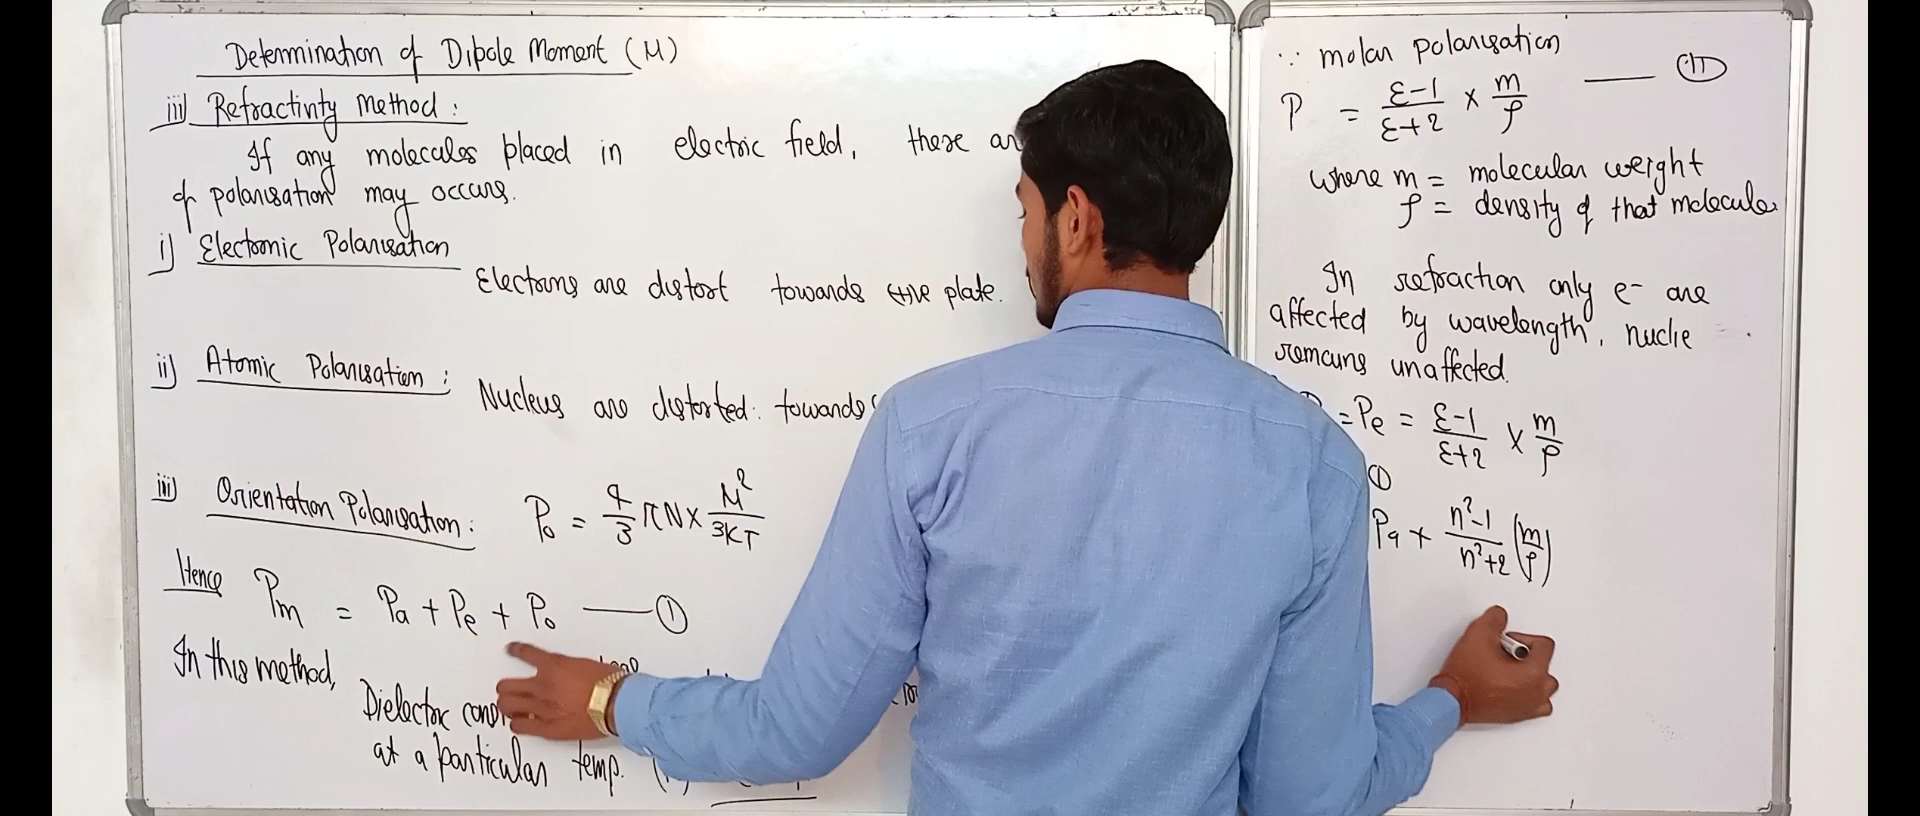 Determination of Dipole Moment (M)
iii) Refractivity Method :
If any molecules placed in electric field, there
of polarisation may occurs.
i) Electronic Polarisation
Electrons are distort towards +ive plate.
ii) Atomic Polarisation :
Nucleus are distorted. towards
iii) Orientation Polarisation :
P₀ = 4/3 πN × M²/3KT
Hence Pm = Pa + Pe + Po —— ①
In this method,
Dielectric
at a particular temp.
∵ molar polarisation
P = ε-1/ε+2 × m/ρ —— (II)
where m = molecular weight
ρ = density of that molecule.
In refraction only e⁻ are
affected by wavelength, nuclie
remains unaffected.
= Pe = ε-1/ε+2 × m/ρ
①
Pa + n²-1/n²+2 (m/ρ)